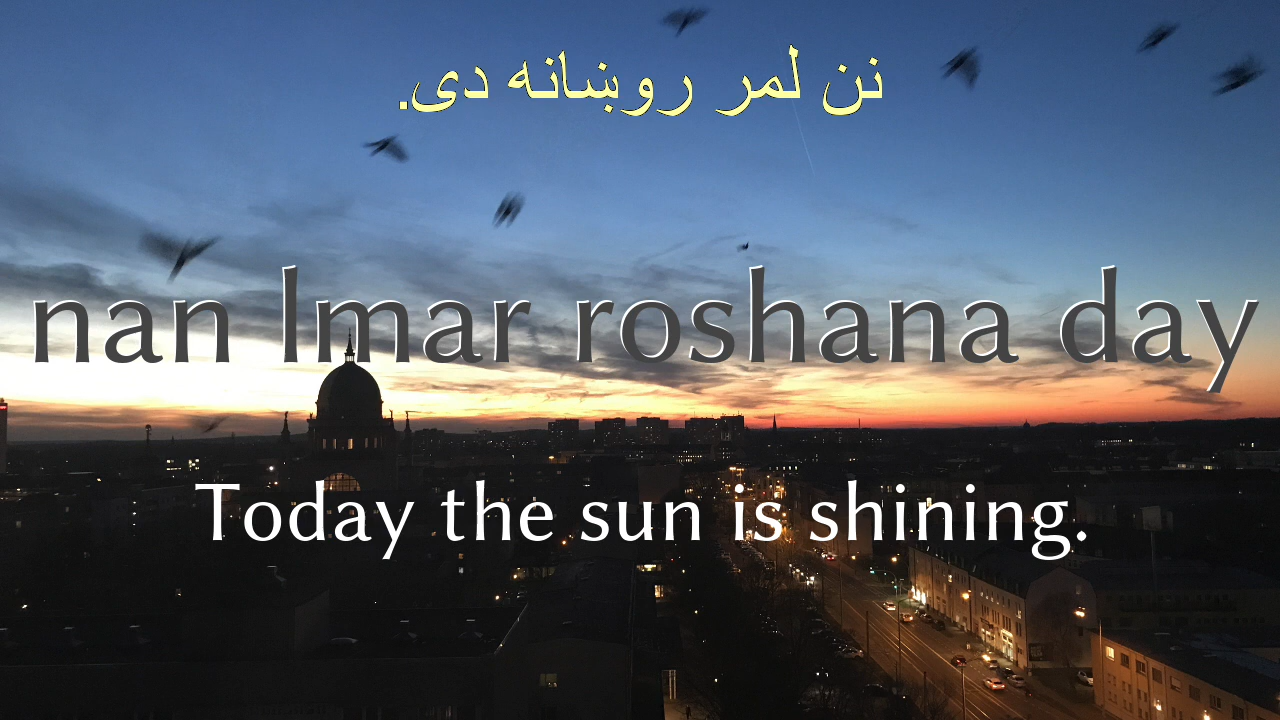 نن لمر روښانه دی.
nan lmar roshana day
Today the sun is shining.